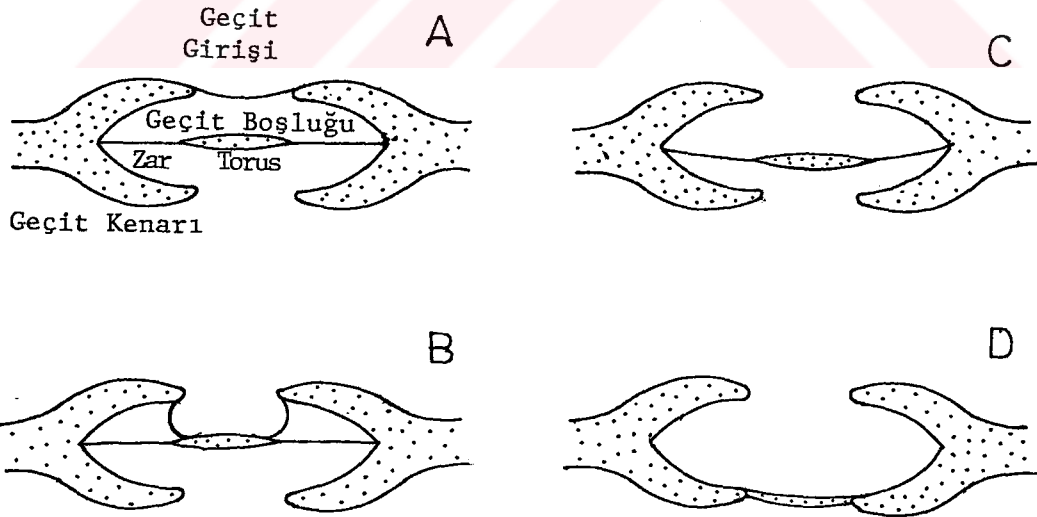 Geçit
Girişi
A
C
Geçit Boşluğu
Zar Torus
Geçit Kenarı
B
D